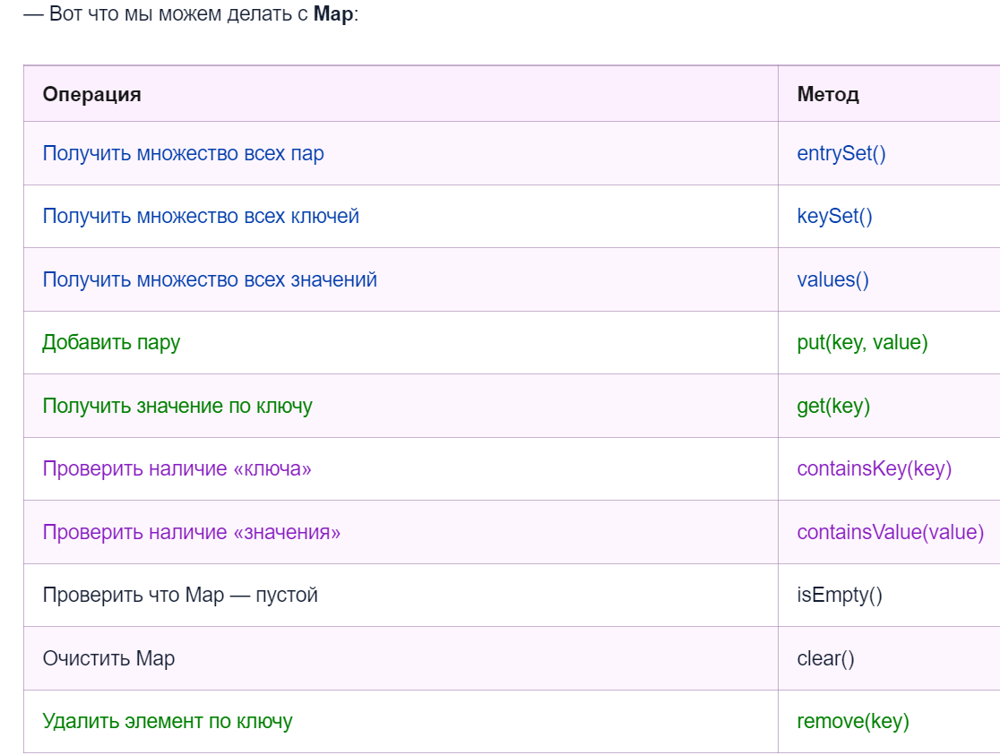 — Вот что мы можем делать с Map:
Операция Метод
Получить множество всех пар entrySet()
Получить множество всех ключей keySet()
Получить множество всех значений values()
Добавить пару put(key, value)
Получить значение по ключу get(key)
Проверить наличие «ключа» containsKey(key)
Проверить наличие «значения» containsValue(value)
Проверить что Map — пустой isEmpty()
Очистить Map clear()
Удалить элемент по ключу remove(key)